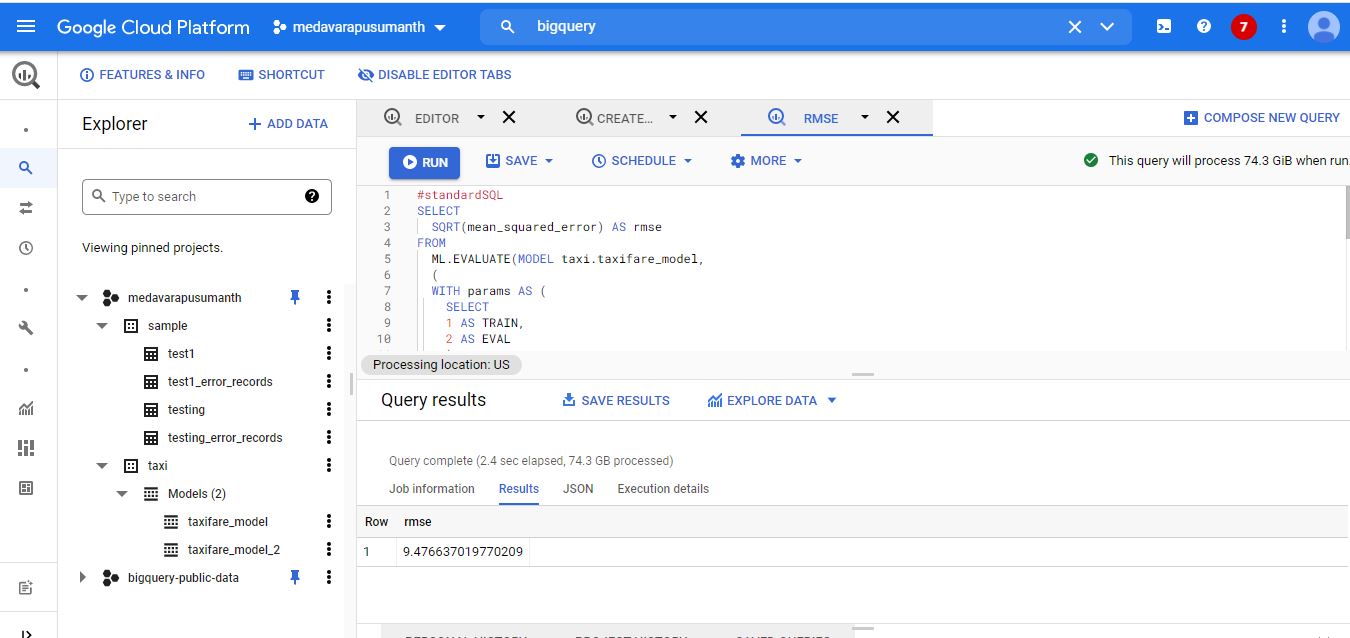 Google Cloud Platform medavarapusumanth bigquery 7
FEATURES & INFO SHORTCUT DISABLE EDITOR TABS
Explorer + ADD DATA
Type to search
Viewing pinned projects.
medavarapusumanth
sample
test1
test1_error_records
testing
testing_error_records
taxi
Models (2)
taxifare_model
taxifare_model_2
bigquery-public-data
EDITOR CREATE... RMSE COMPOSE NEW QUERY
RUN SAVE SCHEDULE MORE This query will process 74.3 GiB when run.
1 #standardSQL
2 SELECT
3 SQRT(mean_squared_error) AS rmse
4 FROM
5 ML.EVALUATE(MODEL taxi.taxifare_model,
6 (
7 WITH params AS (
8 SELECT
9 1 AS TRAIN,
10 2 AS EVAL
Processing location: US
Query results SAVE RESULTS EXPLORE DATA
Query complete (2.4 sec elapsed, 74.3 GB processed)
Job information Results JSON Execution details
Row rmse
1 9.476637019770209
PERSONAL HISTORY PROJECT HISTORY SAVED QUERIES